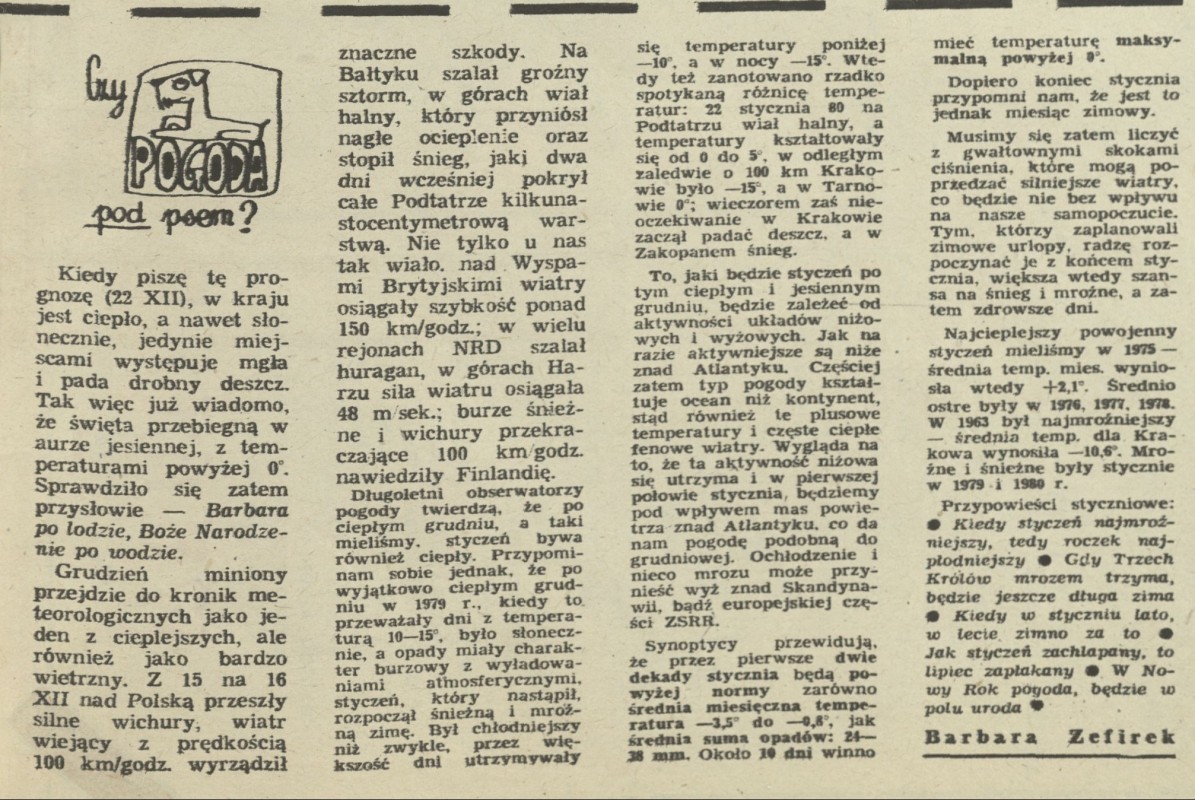 Czy
POGODA
pod psem?
Kiedy piszę tę pro-
gnozę (22 XII), w kraju
jest ciepło, a nawet sło-
necznie, jedynie miej-
scami występuje mgła
i pada drobny deszcz.
Tak więc już wiadomo,
że święta przebiegną w
aurze jesiennej, z tem-
peraturami powyżej 0°.
Sprawdziło się zatem
przysłowie — Barbara
po lodzie, Boże Narodze-
nie po wodzie.
Grudzień miniony
przejdzie do kronik me-
teorologicznych jako je-
den z cieplejszych, ale
również jako bardzo
wietrzny. Z 15 na 16
XII nad Polską przeszły
silne wichury, wiatr
wiejący z prędkością
100 km/godz. wyrządził
znaczne szkody. Na
Bałtyku szalał groźny
sztorm, w górach wiał
halny, który przyniósł
nagłe ocieplenie oraz
stopił śnieg, jaki dwa
dni wcześniej pokrył
całe Podtatrze kilkuna-
stocentymetrową war-
stwą. Nie tylko u nas
tak wiało. nad Wyspa-
mi Brytyjskimi wiatry
osiągały szybkość ponad
150 km/godz.; w wielu
rejonach NRD szalał
huragan, w górach Ha-
rzu siła wiatru osiągała
48 m/sek.; burze śnież-
ne i wichury przekra-
czające 100 km/godz.
nawiedziły Finlandię.
Długoletni obserwatorzy
pogody twierdzą, że po
ciepłym grudniu, a taki
mieliśmy. styczeń bywa
również ciepły. Przypomi-
nam sobie jednak, że po
wyjątkowo ciepłym grud-
niu w 1979 r., kiedy to
przeważały dni z tempera-
turą 10—15°, było słonecz-
nie, a opady miały charak-
ter burzowy z wyładowa-
niami atmosferycznymi,
styczeń, który nastąpił,
rozpoczął śnieżną i mroź-
ną zimę. Był chłodniejszy
niż zwykle, przez wię-
kszość dni utrzymywały
się temperatury poniżej
—10°, a w nocy —15°. Wte-
dy też zanotowano rzadko
spotykaną różnicę tempe-
ratur: 22 stycznia 80 na
Podtatrzu wiał halny, a
temperatury kształtowały
się od 0 do 5°, w odległym
zaledwie o 100 km Krako-
wie było —15°, a w Tarno-
wie 0°; wieczorem zaś nie-
oczekiwanie w Krakowie
zaczął padać deszcz, a w
Zakopanem śnieg.
To, jaki będzie styczeń po
tym ciepłym i jesiennym
grudniu, będzie zależeć od
aktywności układów niżo-
wych i wyżowych. Jak na
razie aktywniejsze są niże
znad Atlantyku. Częściej
zatem typ pogody kształ-
tuje ocean niż kontynent,
stąd również te plusowe
temperatury i częste ciepłe
fenowe wiatry. Wygląda na
to, że ta aktywność niżowa
się utrzyma i w pierwszej
połowie stycznia, będziemy
pod wpływem mas powie-
trza znad Atlantyku, co da
nam pogodę podobną do
grudniowej. Ochłodzenie i
nieco mrozu może przy-
nieść wyż znad Skandyna-
wii, bądź europejskiej czę-
ści ZSRR.
Synoptycy przewidują,
że przez pierwsze dwie
dekady stycznia będą po-
wyżej normy zarówno
średnia miesięczna tempe-
ratura —3,5° do —0,8°, jak
średnia suma opadów: 24—
38 mm. Około 10 dni winno
mieć temperaturę maksy-
malną powyżej 0°.
Dopiero koniec stycznia
przypomni nam, że jest to
jednak miesiąc zimowy.
Musimy się zatem liczyć
z gwałtownymi skokami
ciśnienia, które mogą po-
przedzać silniejsze wiatry,
co będzie nie bez wpływu
na nasze samopoczucie.
Tym, którzy zaplanowali
zimowe urlopy, radzę roz-
poczynać je z końcem sty-
cznia, większa wtedy szan-
sa na śnieg i mroźne, a za-
tem zdrowsze dni.
Najcieplejszy powojenny
styczeń mieliśmy w 1975 —
średnia temp. mies. wynio-
sła wtedy +2,1°. Średnio
ostre były w 1976, 1977, 1978.
W 1963 był najmroźniejszy
— średnia temp. dla Kra-
kowa wynosiła —10,6°. Mro-
źne i śnieżne były stycznie
w 1979 i 1980 r.
Przypowieści styczniowe:
● Kiedy styczeń najmroź-
niejszy, tedy roczek naj-
płodniejszy ● Gdy Trzech
Królów mrozem trzyma,
będzie jeszcze długa zima
● Kiedy w styczniu lato,
w lecie zimno za to ●
Jak styczeń zachlapany, to
lipiec zapłakany ● W No-
wy Rok pogoda, będzie w
polu uroda ●
Barbara Zefirek